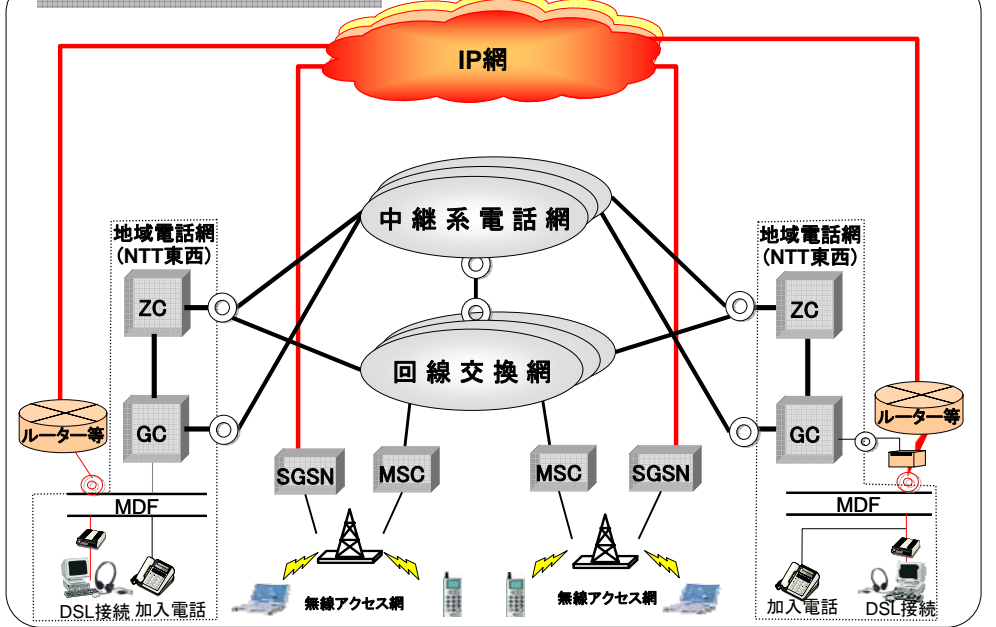 IP網
中継系電話網
地域電話網
(NTT東西)
ZC
地域電話網
(NTT東西)
ZC
回線交換網
ルーター等
GC
GC
ルーター等
SGSN
MSC
MSC
SGSN
MDF
MDF
DSL接続
加入電話
無線アクセス網
無線アクセス網
加入電話
DSL接続